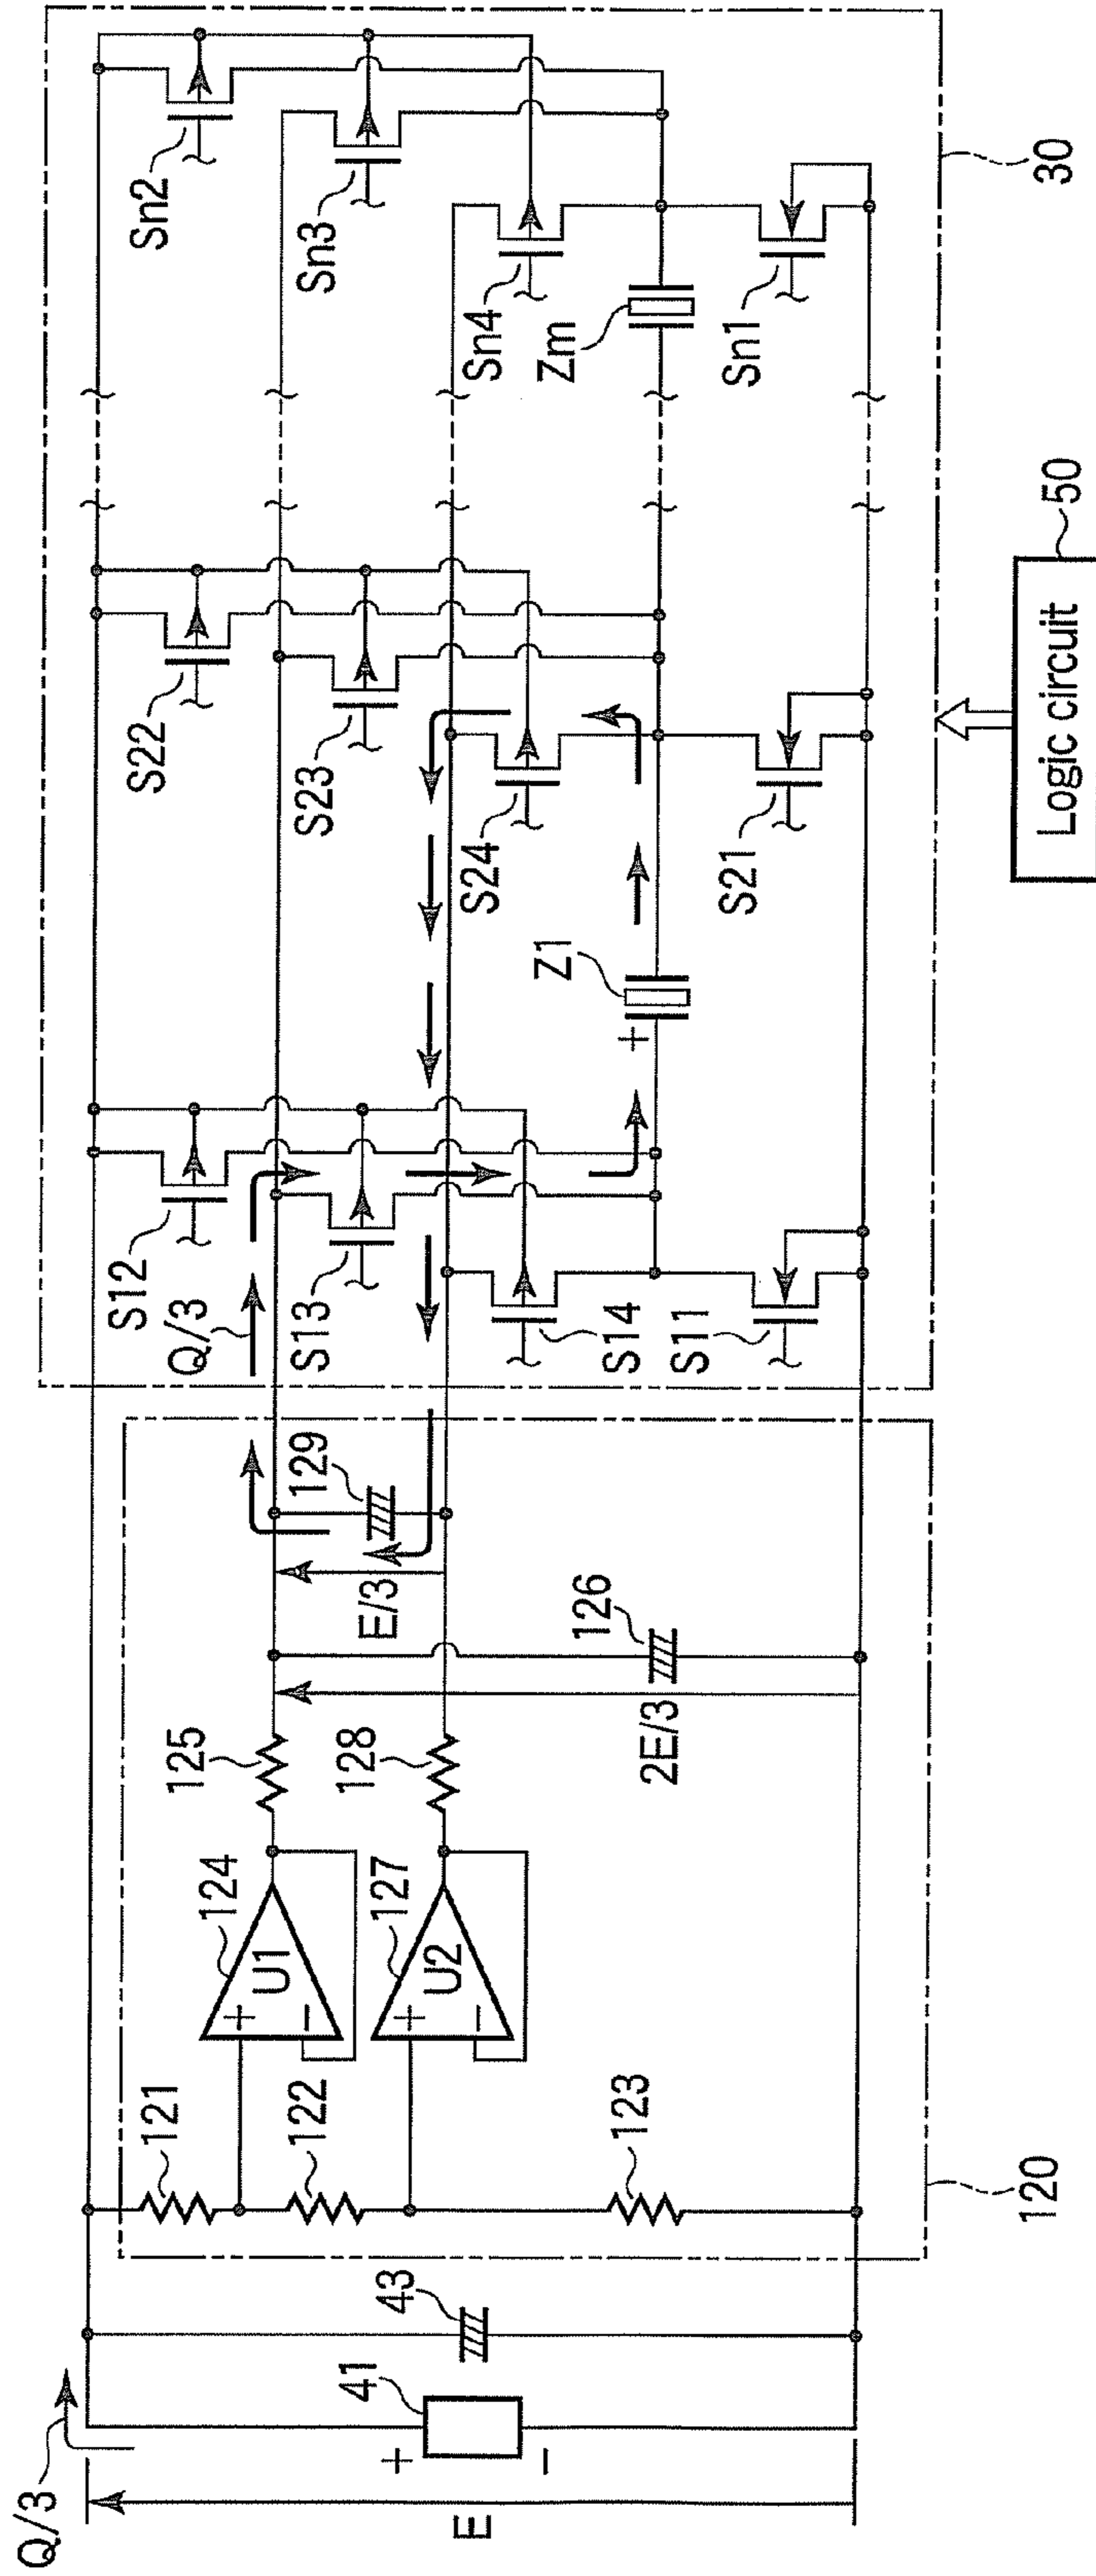 Q/3
E
+
41
−
43
121
122
123
120
+
−
U1
124
+
−
U2
127
125
128
2E/3
126
E/3
129
Q/3
S12
S13
S14
S11
+
Z1
S22
S23
S24
S21
Sn2
Sn3
Sn4
Zm
Sn1
30
Logic circuit
50